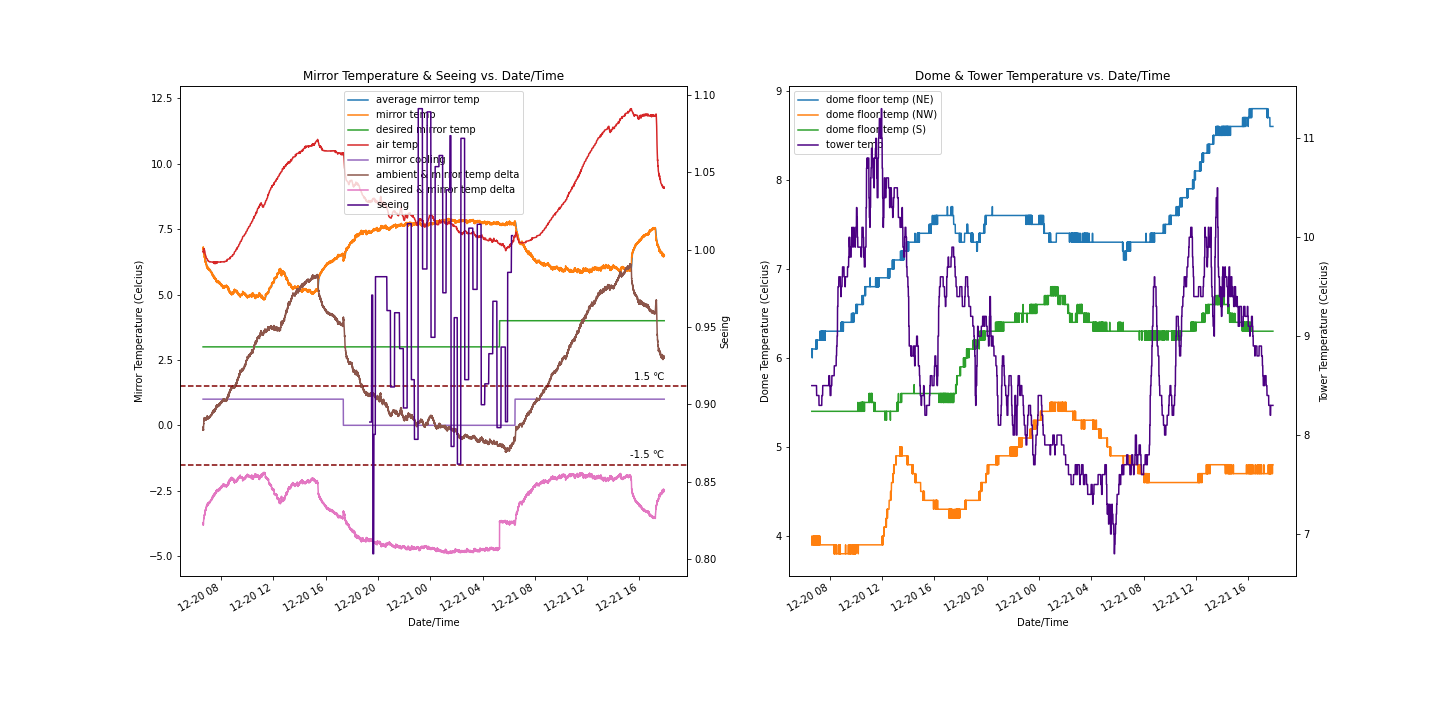 Mirror Temperature & Seeing vs. Date/Time
12.5
10.0
7.5
5.0
2.5
0.0
−2.5
−5.0
Mirror Temperature (Celcius)
average mirror temp
mirror temp
desired mirror temp
air temp
mirror cooling
ambient & mirror temp delta
desired & mirror temp delta
seeing
1.5 °C
-1.5 °C
1.10
1.05
1.00
0.95
0.90
0.85
0.80
Seeing
12-20 08
12-20 12
12-20 16
12-20 20
12-21 00
12-21 04
12-21 08
12-21 12
12-21 16
Date/Time
Dome & Tower Temperature vs. Date/Time
9
8
7
6
5
4
Dome Temperature (Celcius)
dome floor temp (NE)
dome floor temp (NW)
dome floor temp (S)
tower temp
11
10
9
8
7
Tower Temperature (Celcius)
12-20 08
12-20 12
12-20 16
12-20 20
12-21 00
12-21 04
12-21 08
12-21 12
12-21 16
Date/Time